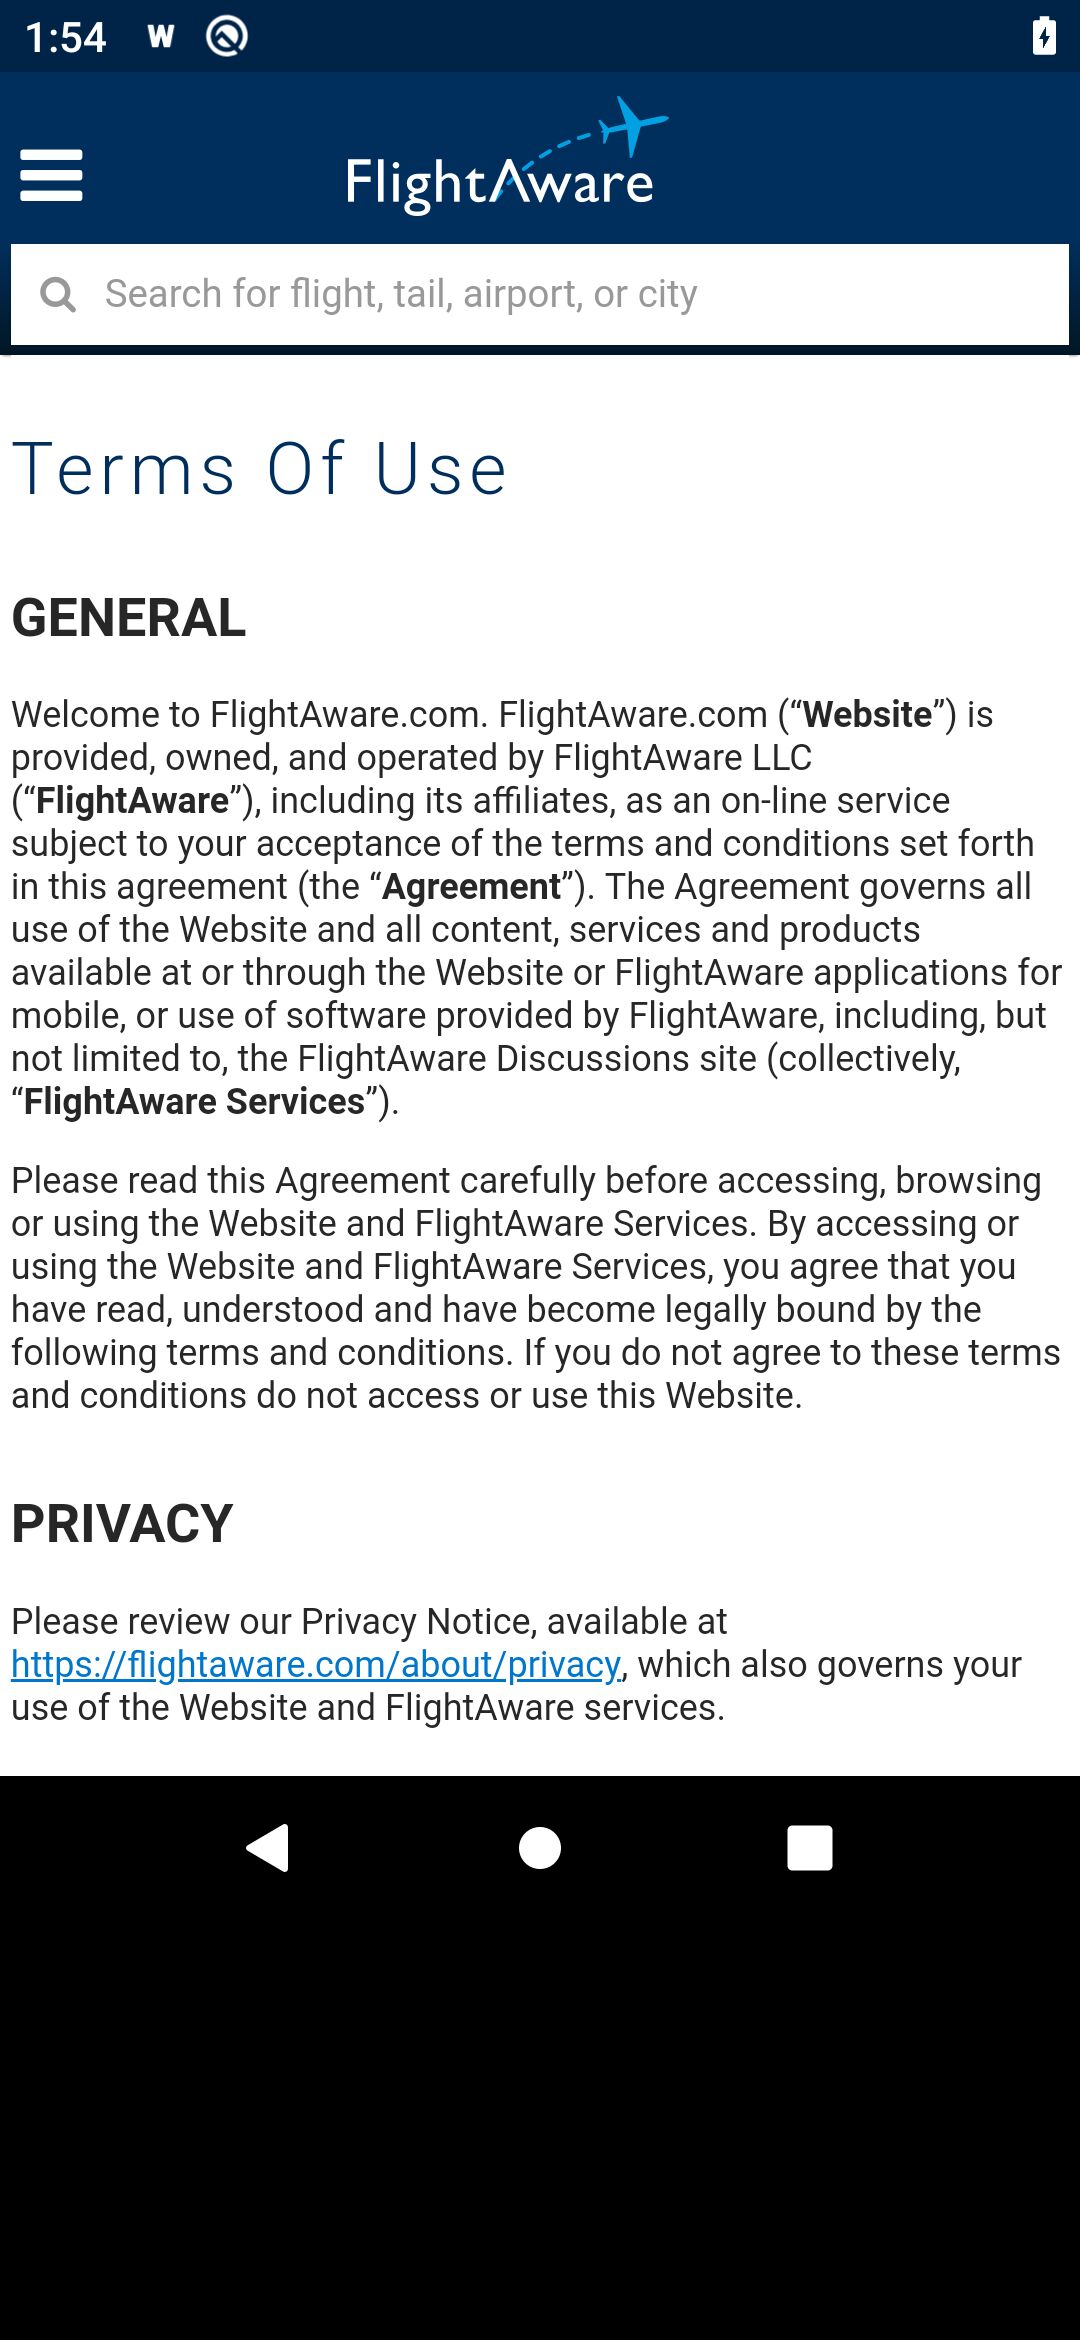 1:54
FlightAware
Search for flight, tail, airport, or city
Terms Of Use
GENERAL
Welcome to FlightAware.com. FlightAware.com (“Website”) is
provided, owned, and operated by FlightAware LLC
(“FlightAware”), including its affiliates, as an on-line service
subject to your acceptance of the terms and conditions set forth
in this agreement (the “Agreement”). The Agreement governs all
use of the Website and all content, services and products
available at or through the Website or FlightAware applications for
mobile, or use of software provided by FlightAware, including, but
not limited to, the FlightAware Discussions site (collectively,
“FlightAware Services”).
Please read this Agreement carefully before accessing, browsing
or using the Website and FlightAware Services. By accessing or
using the Website and FlightAware Services, you agree that you
have read, understood and have become legally bound by the
following terms and conditions. If you do not agree to these terms
and conditions do not access or use this Website.
PRIVACY
Please review our Privacy Notice, available at
https://flightaware.com/about/privacy, which also governs your
use of the Website and FlightAware services.